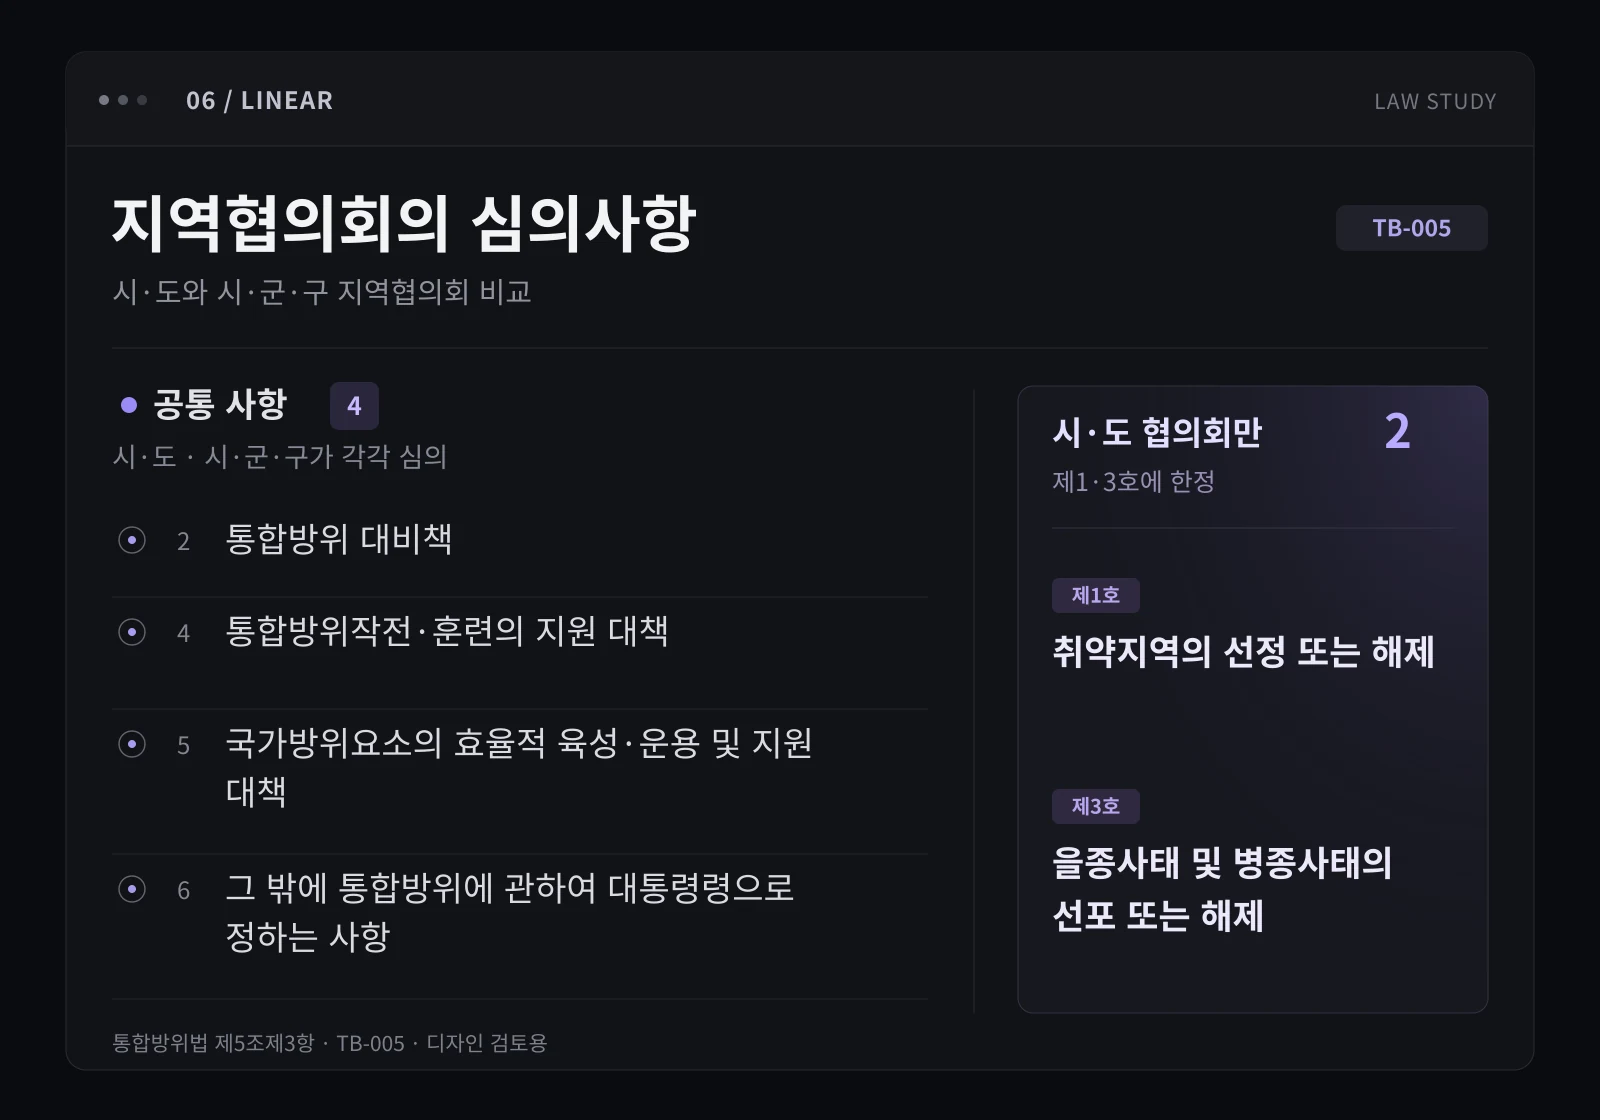 06 / LINEAR
LAW STUDY
지역협의회의 심의사항
TB-005
시·도와 시·군·구 지역협의회 비교
공통 사항 4
시·도 · 시·군·구가 각각 심의
2 통합방위 대비책
4 통합방위작전·훈련의 지원 대책
5 국가방위요소의 효율적 육성·운용 및 지원
대책
6 그 밖에 통합방위에 관하여 대통령령으로
정하는 사항
시·도 협의회만 2
제1·3호에 한정
제1호
취약지역의 선정 또는 해제
제3호
을종사태 및 병종사태의
선포 또는 해제
통합방위법 제5조제3항 · TB-005 · 디자인 검토용